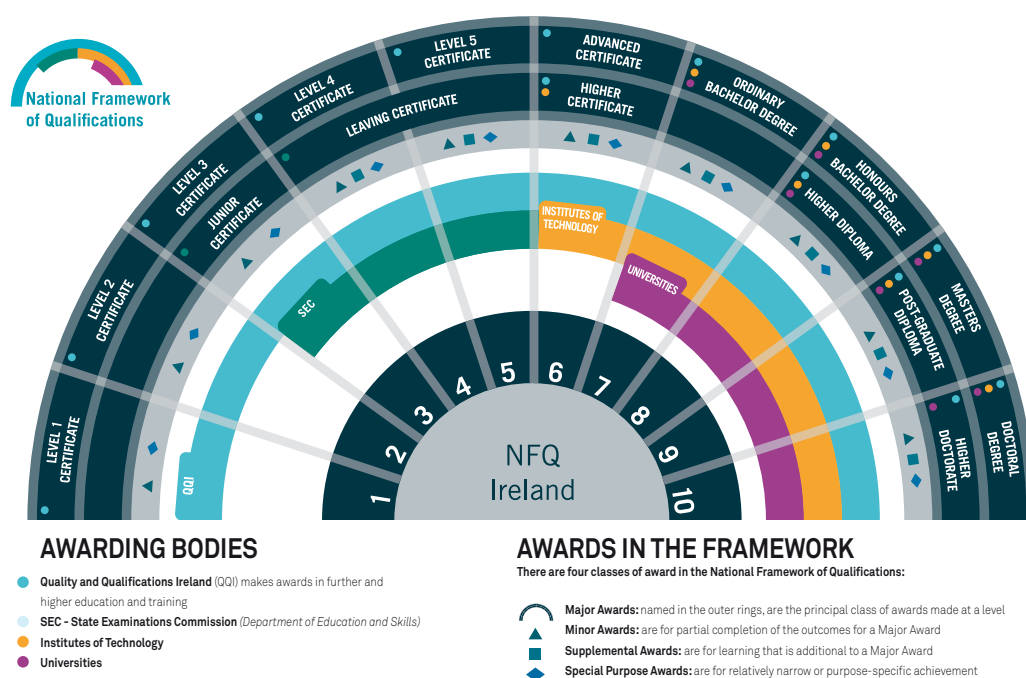 National Framework
of Qualifications
LEVEL 1
CERTIFICATE
LEVEL 2
CERTIFICATE
LEVEL 3
CERTIFICATE
LEVEL 4
CERTIFICATE
LEVEL 5
CERTIFICATE
ADVANCED
CERTIFICATE
ORDINARY
BACHELOR DEGREE
HONOURS
BACHELOR DEGREE
MASTERS
DEGREE
DOCTORAL
DEGREE
JUNIOR
CERTIFICATE
LEAVING CERTIFICATE
HIGHER
CERTIFICATE
HIGHER DIPLOMA
POST-GRADUATE
DIPLOMA
HIGHER
DOCTORATE
QQI
SEC
INSTITUTES OF
TECHNOLOGY
UNIVERSITIES
1
2
3
4
5
6
7
8
9
10
NFQ
Ireland
AWARDING BODIES
Quality and Qualifications Ireland (QQI) makes awards in further and
higher education and training
SEC - State Examinations Commission (Department of Education and Skills)
Institutes of Technology
Universities
AWARDS IN THE FRAMEWORK
There are four classes of award in the National Framework of Qualifications:
Major Awards: named in the outer rings, are the principal class of awards made at a level
Minor Awards: are for partial completion of the outcomes for a Major Award
Supplemental Awards: are for learning that is additional to a Major Award
Special Purpose Awards: are for relatively narrow or purpose-specific achievement